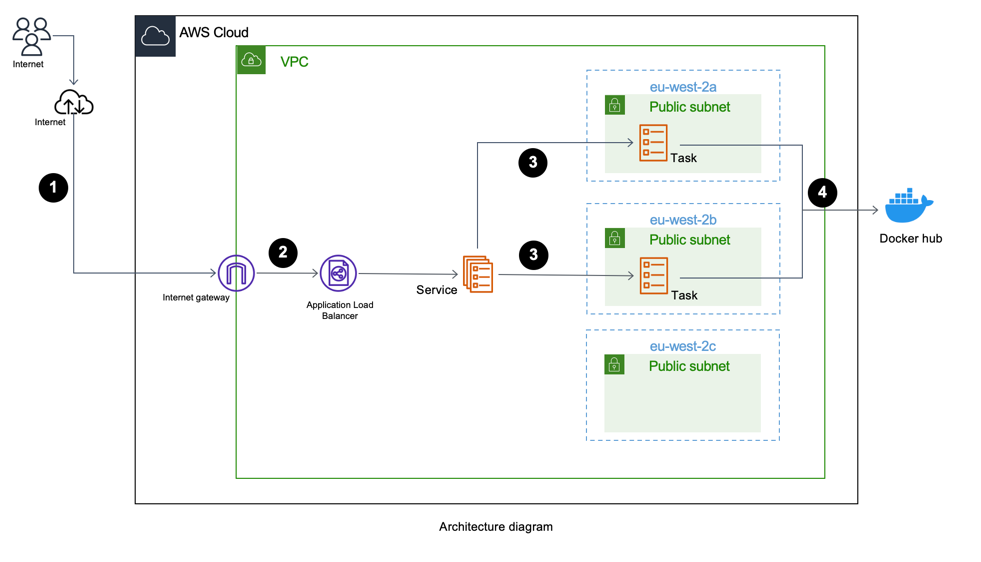 Internet
Internet
AWS Cloud
VPC
eu-west-2a
Public subnet
Task
3
1
4
Docker hub
eu-west-2b
Public subnet
Task
3
2
Internet gateway
Application Load
Balancer
Service
eu-west-2c
Public subnet
Architecture diagram